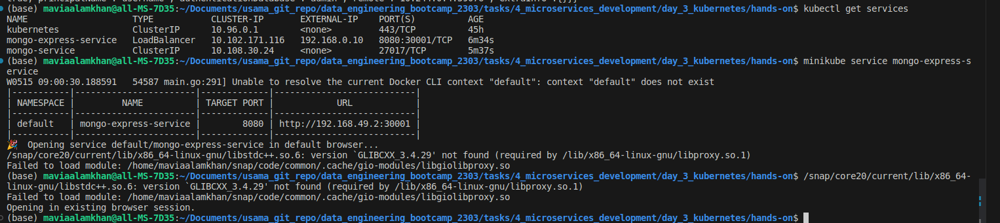 true, principalName : username , authenticationDatabase : admin , remote : 10.244.0.4:39070 , extraInfo :{}}}
(base) maviaalamkhan@all-MS-7D35:~/Documents/usama_git_repo/data_engineering_bootcamp_2303/tasks/4_microservices_development/day_3_kubernetes/hands-on$ kubectl get services
NAME TYPE CLUSTER-IP EXTERNAL-IP PORT(S) AGE
kubernetes ClusterIP 10.96.0.1 <none> 443/TCP 45h
mongo-express-service LoadBalancer 10.102.171.116 192.168.0.10 8080:30001/TCP 6m34s
mongo-service ClusterIP 10.108.30.24 <none> 27017/TCP 5m37s
(base) maviaalamkhan@all-MS-7D35:~/Documents/usama_git_repo/data_engineering_bootcamp_2303/tasks/4_microservices_development/day_3_kubernetes/hands-on$ minikube service mongo-express-s
ervice
W0515 09:00:30.188591 54587 main.go:291] Unable to resolve the current Docker CLI context "default": context "default" does not exist
|-----------|-----------------------|-------------|---------------------------|
| NAMESPACE | NAME | TARGET PORT | URL |
|-----------|-----------------------|-------------|---------------------------|
| default | mongo-express-service | 8080 | http://192.168.49.2:30001 |
|-----------|-----------------------|-------------|---------------------------|
🎉 Opening service default/mongo-express-service in default browser...
/snap/core20/current/lib/x86_64-linux-gnu/libstdc++.so.6: version `GLIBCXX_3.4.29' not found (required by /lib/x86_64-linux-gnu/libproxy.so.1)
Failed to load module: /home/maviaalamkhan/snap/code/common/.cache/gio-modules/libgiolibproxy.so
(base) maviaalamkhan@all-MS-7D35:~/Documents/usama_git_repo/data_engineering_bootcamp_2303/tasks/4_microservices_development/day_3_kubernetes/hands-on$ /snap/core20/current/lib/x86_64-
linux-gnu/libstdc++.so.6: version `GLIBCXX_3.4.29' not found (required by /lib/x86_64-linux-gnu/libproxy.so.1)
Failed to load module: /home/maviaalamkhan/snap/code/common/.cache/gio-modules/libgiolibproxy.so
Opening in existing browser session.
(base) maviaalamkhan@all-MS-7D35:~/Documents/usama_git_repo/data_engineering_bootcamp_2303/tasks/4_microservices_development/day_3_kubernetes/hands-on$